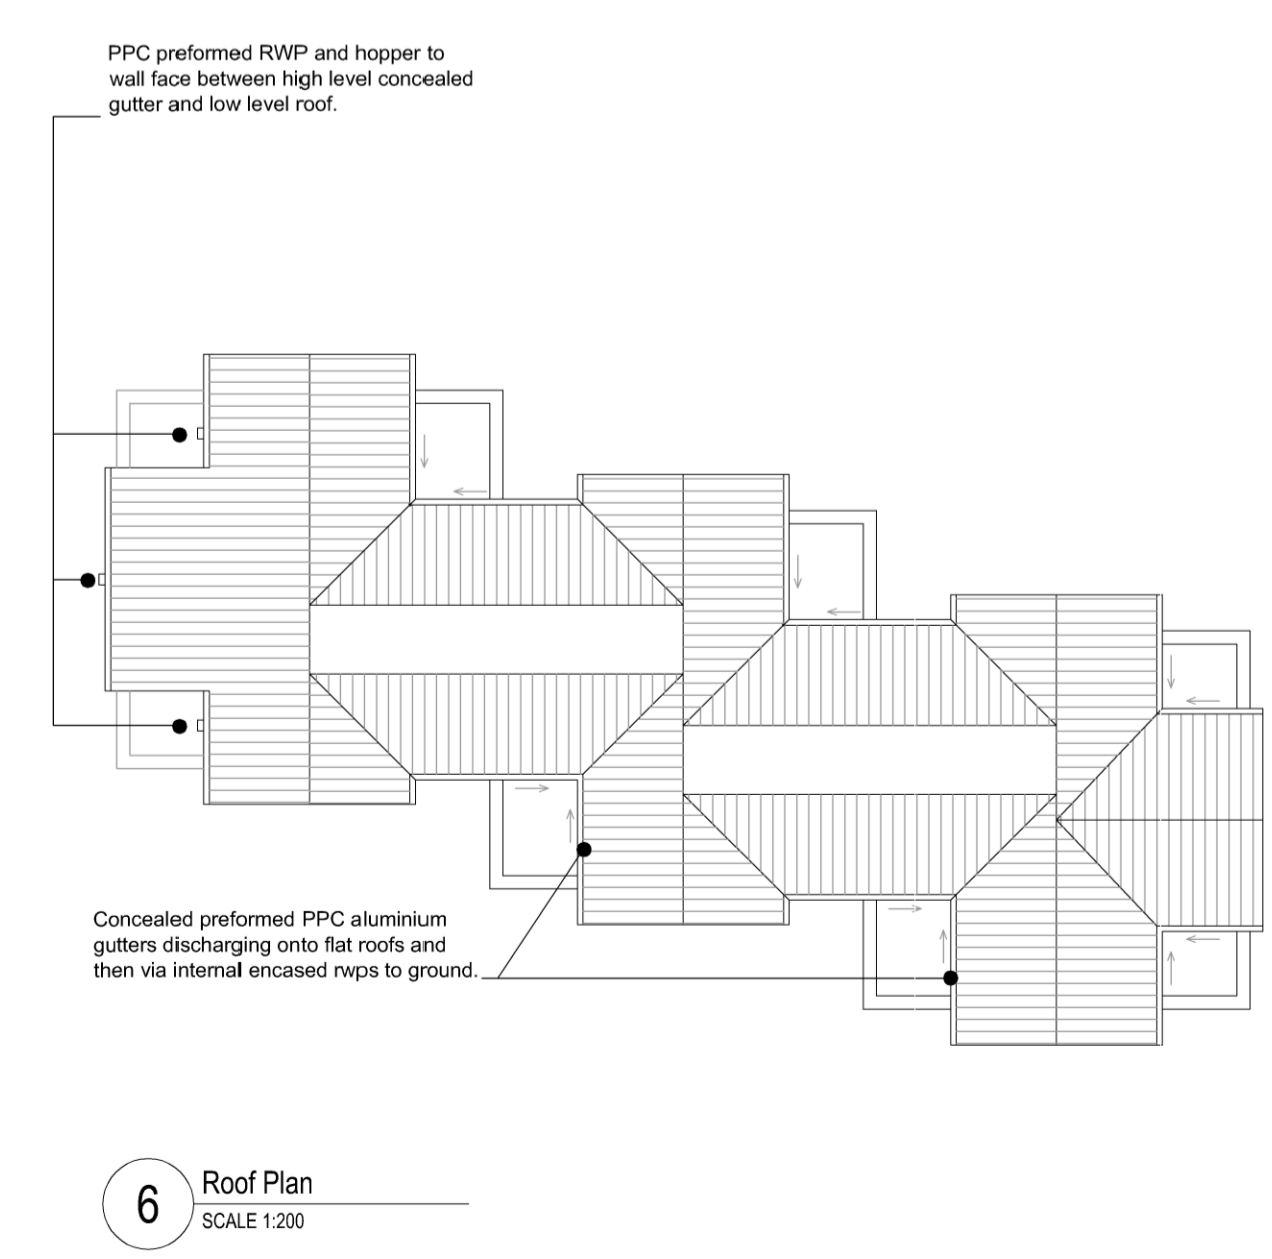 PPC preformed RWP and hopper to
wall face between high level concealed
gutter and low level roof.
Concealed preformed PPC aluminium
gutters discharging onto flat roofs and
then via internal encased rwps to ground.
6
Roof Plan
SCALE 1:200